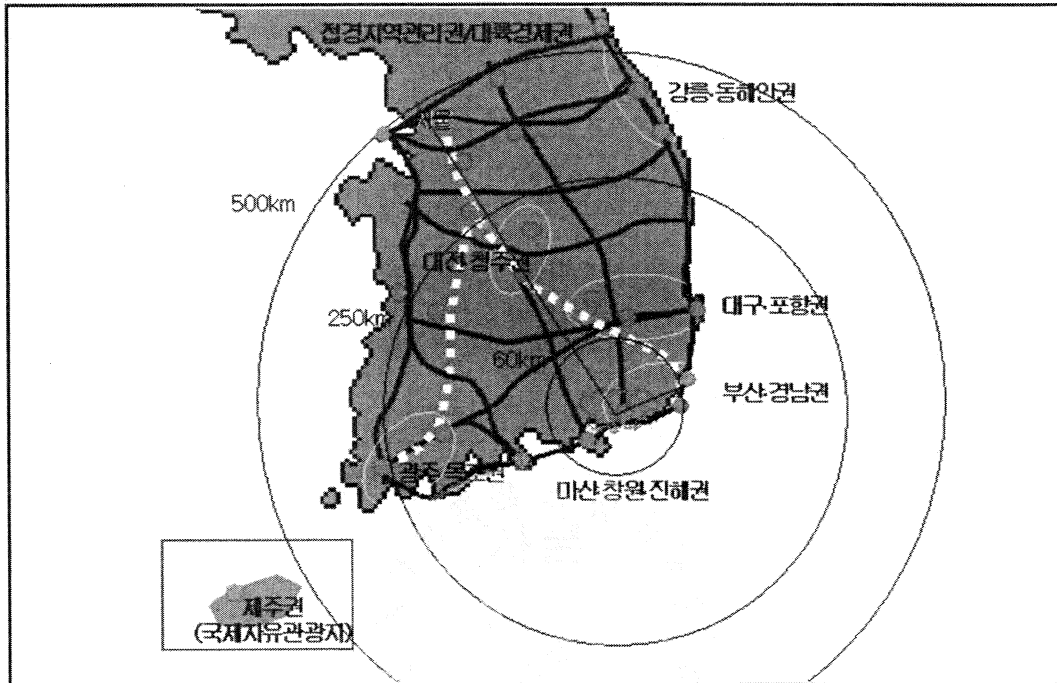 접경지역관리권/대륙경제권
강릉·동해안권
서울
500km
대전·청주권
대구·포항권
250km
60km
부산·경남권
광주·목포권
마산·창원·진해권
제주권
(국제자유관광지)